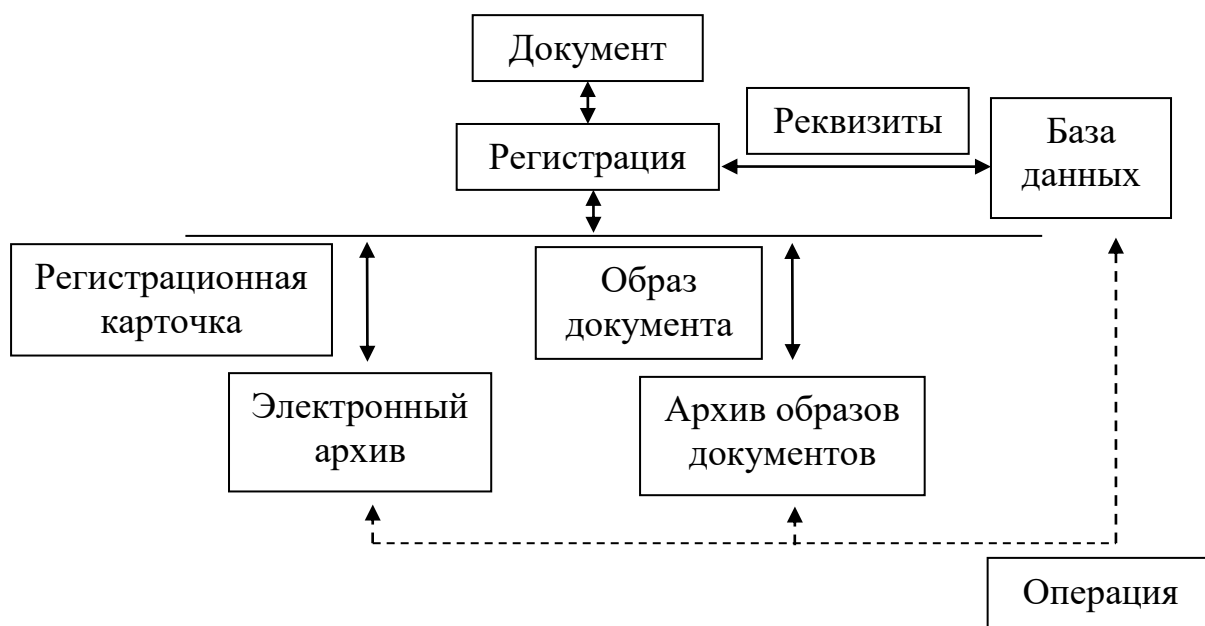 Документ
Реквизиты
База
данных
Регистрация
Регистрационная
карточка
Образ
документа
Электронный
архив
Архив образов
документов
Операция